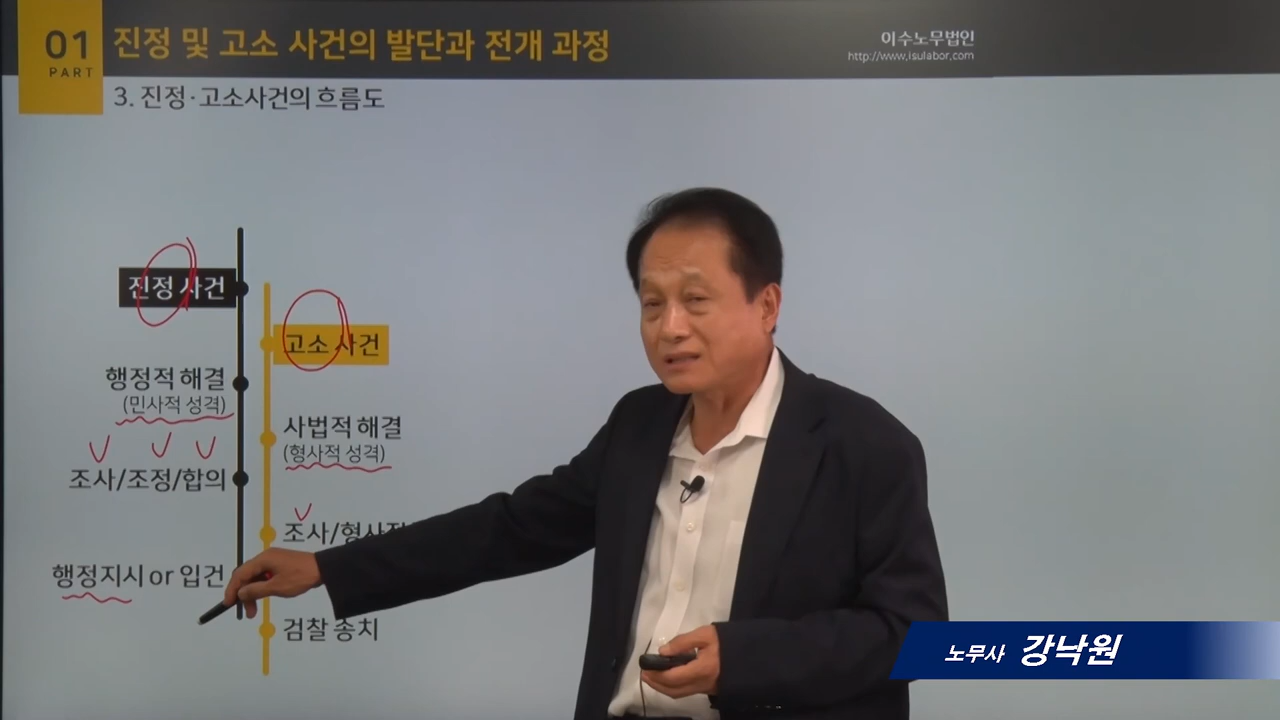 01
PART
진정 및 고소 사건의 발단과 전개 과정
이수노무법인
http://www.isulabor.com
3. 진정·고소사건의 흐름도
진정 사건
고소 사건
행정적 해결
(민사적 성격)
사법적 해결
(형사적 성격)
조사/조정/합의
조사/형사
행정지시 or 입건
검찰 송치
노무사 강낙원